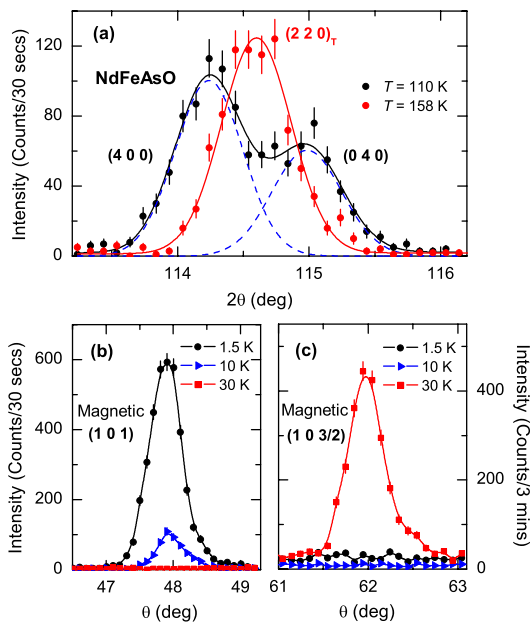 (a)
(2 2 0)T
NdFeAsO
T = 110 K
T = 158 K
(4 0 0)
(0 4 0)
Intensity (Counts/30 secs)
0
40
80
120
114
115
116
2θ (deg)
(b)
1.5 K
10 K
30 K
Magnetic
(1 0 1)
Intensity (Counts/30 secs)
0
200
400
600
47
48
49
θ (deg)
(c)
1.5 K
10 K
30 K
Magnetic
(1 0 3/2)
Intensity (Counts/3 mins)
0
200
400
61
62
63
θ (deg)